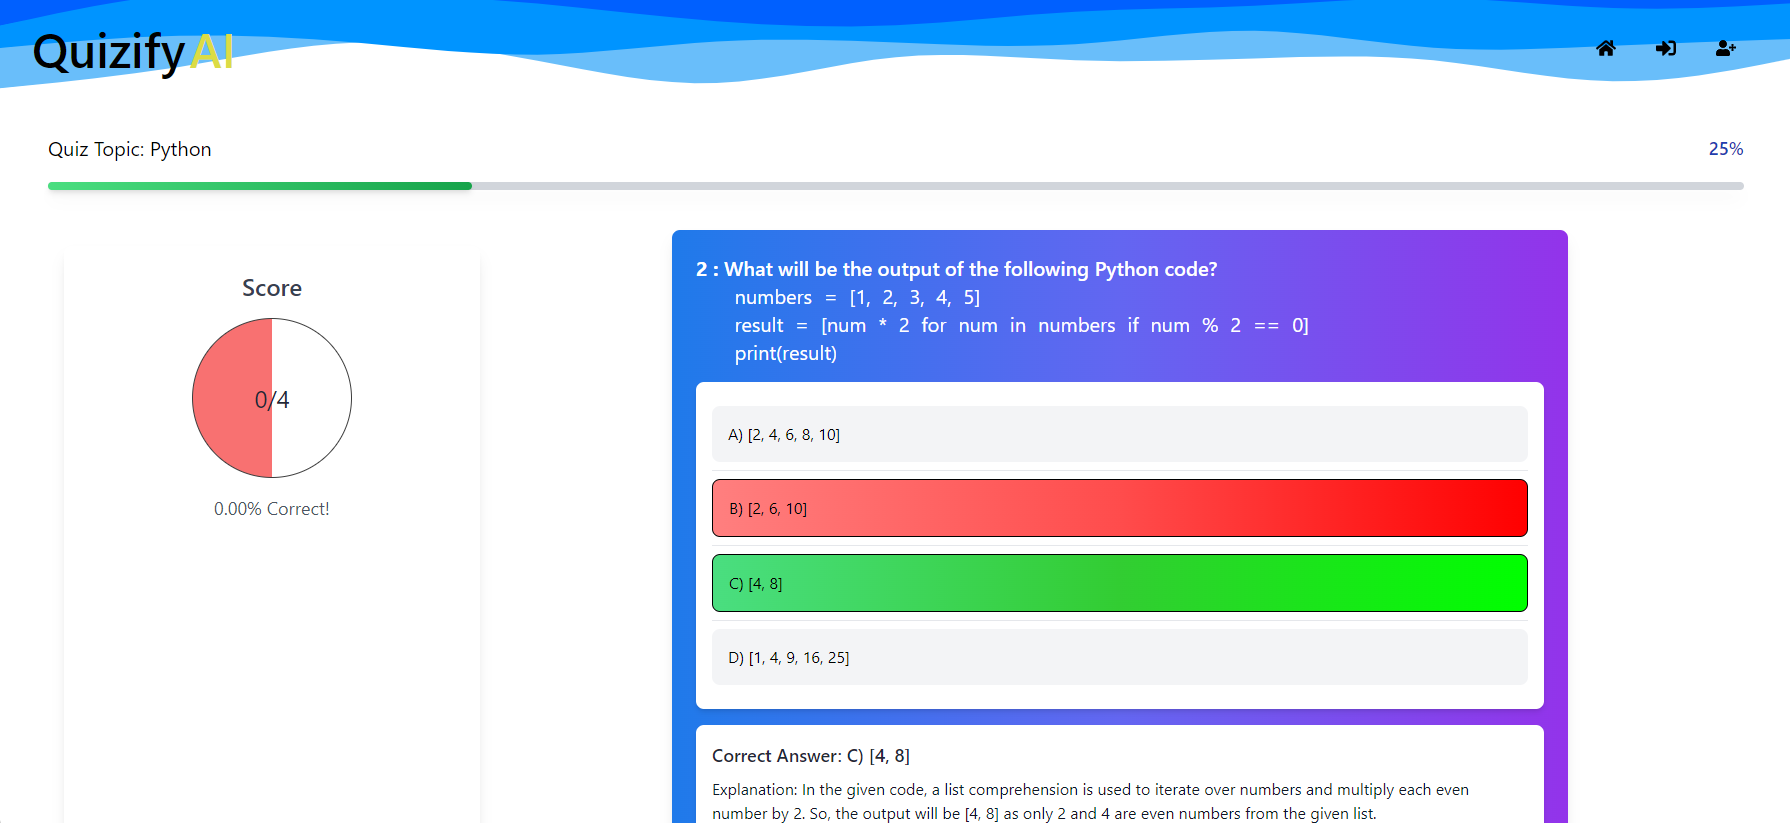 QuizifyAI
Quiz Topic: Python
25%
Score
0/4
0.00% Correct!
2 : What will be the output of the following Python code?
numbers = [1, 2, 3, 4, 5]
result = [num * 2 for num in numbers if num % 2 == 0]
print(result)
A) [2, 4, 6, 8, 10]
B) [2, 6, 10]
C) [4, 8]
D) [1, 4, 9, 16, 25]
Correct Answer: C) [4, 8]
Explanation: In the given code, a list comprehension is used to iterate over numbers and multiply each even
number by 2. So, the output will be [4, 8] as only 2 and 4 are even numbers from the given list.